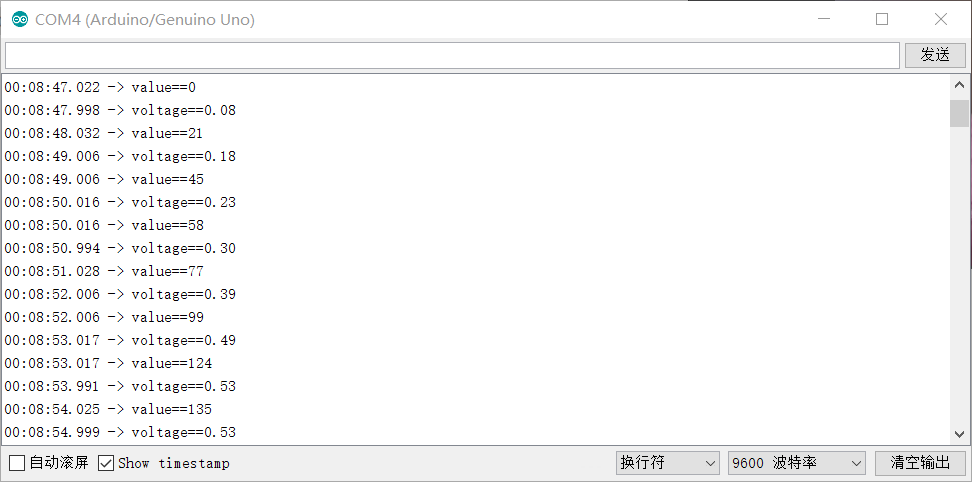 COM4 (Arduino/Genuino Uno)
发送
00:08:47.022 -> value==0
00:08:47.998 -> voltage==0.08
00:08:48.032 -> value==21
00:08:49.006 -> voltage==0.18
00:08:49.006 -> value==45
00:08:50.016 -> voltage==0.23
00:08:50.016 -> value==58
00:08:50.994 -> voltage==0.30
00:08:51.028 -> value==77
00:08:52.006 -> voltage==0.39
00:08:52.006 -> value==99
00:08:53.017 -> voltage==0.49
00:08:53.017 -> value==124
00:08:53.991 -> voltage==0.53
00:08:54.025 -> value==135
00:08:54.999 -> voltage==0.53
自动滚屏 Show timestamp 换行符 9600 波特率 清空输出